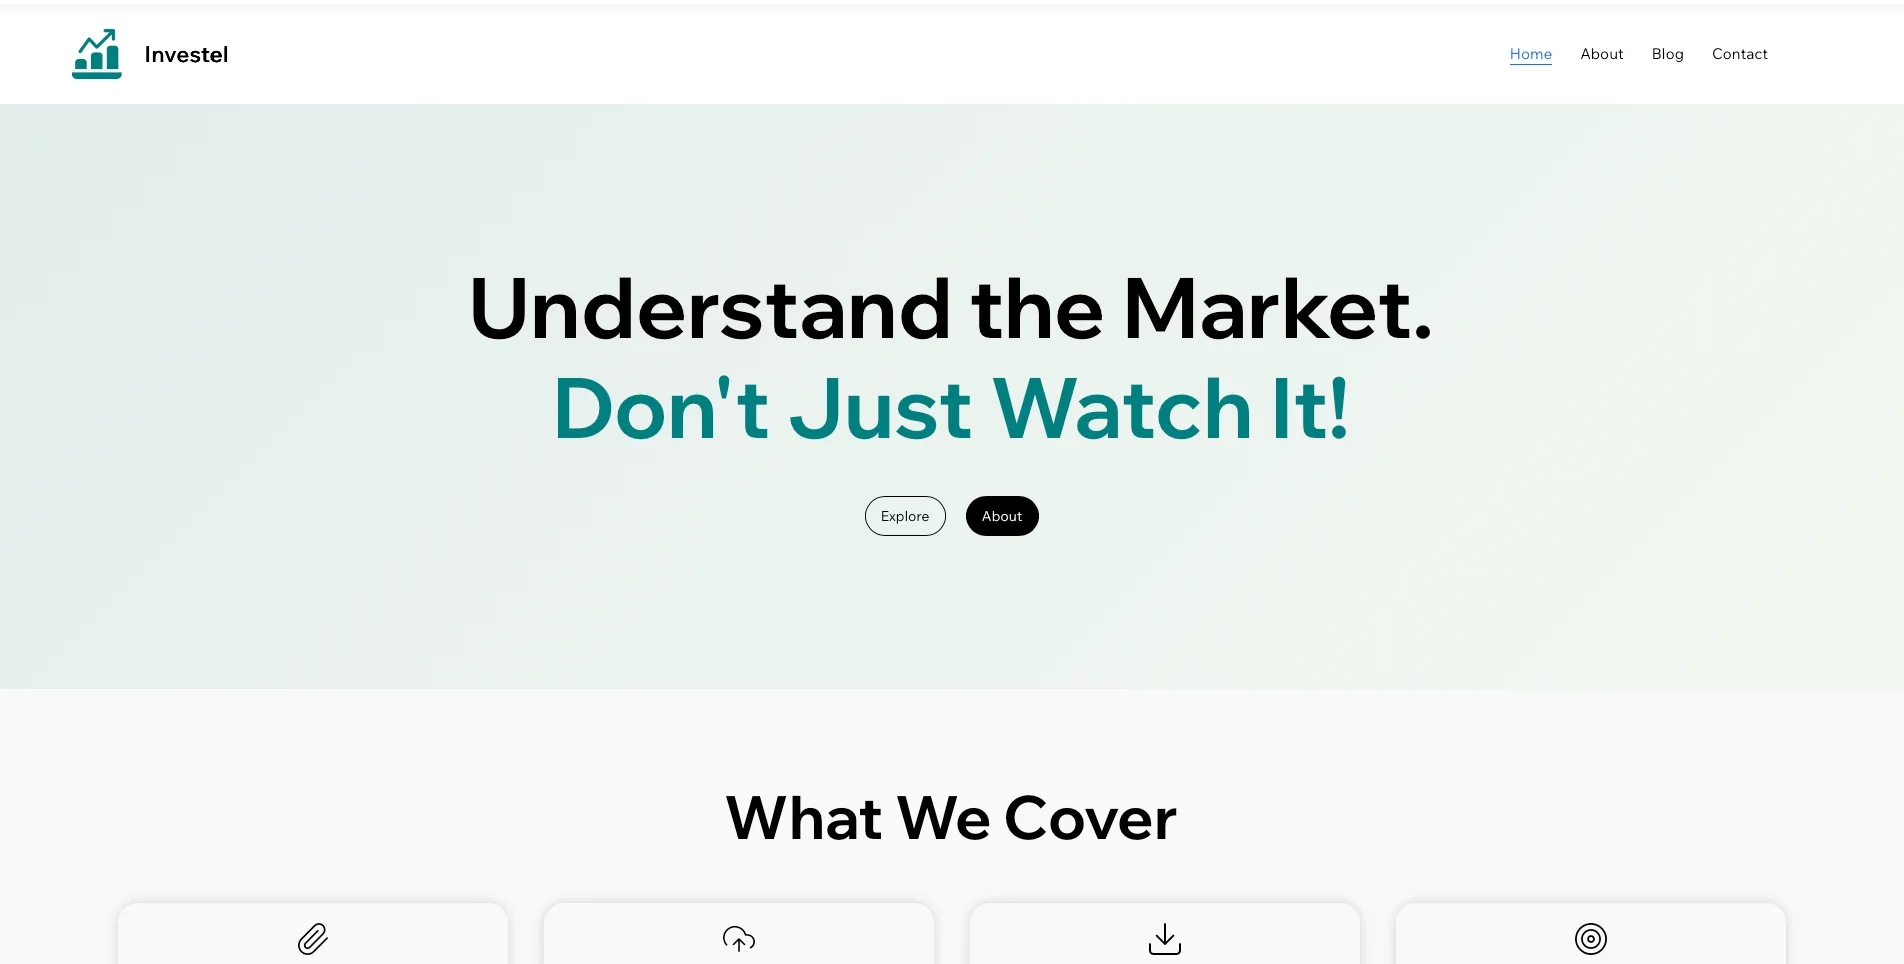 Investel
Home About Blog Contact
Understand the Market.
Don't Just Watch It!
Explore About
What We Cover